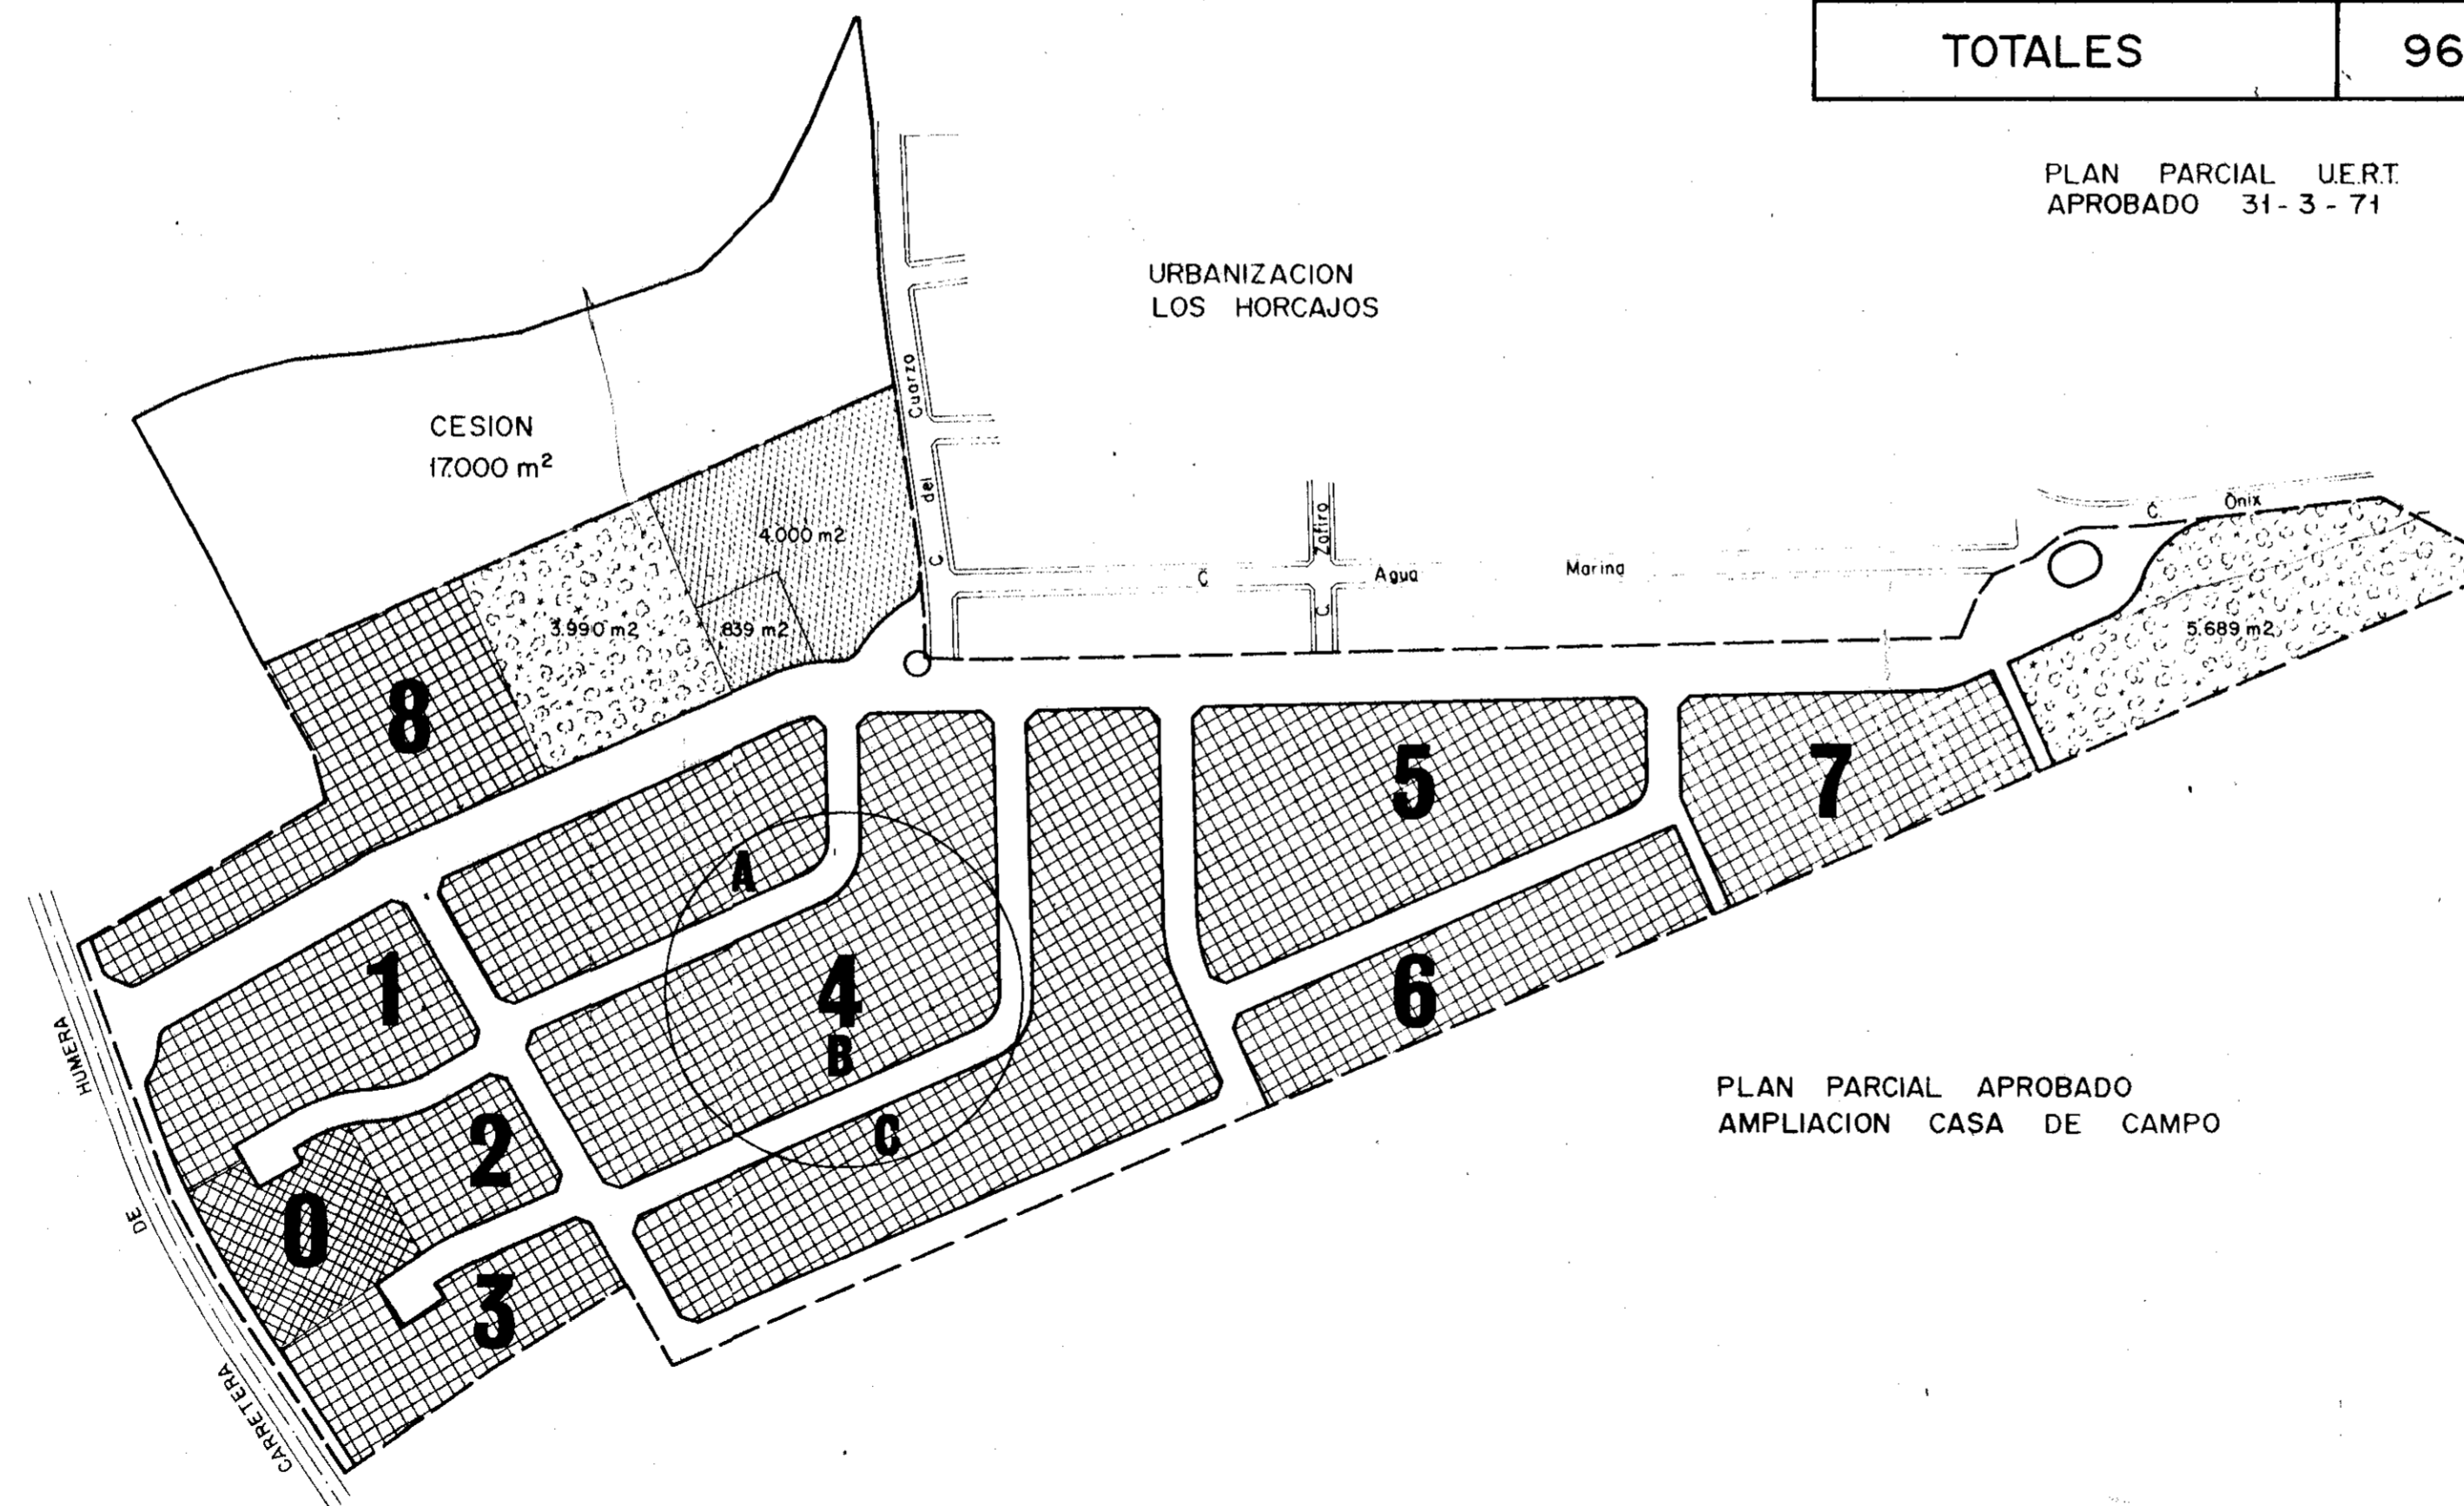 TOTALES 96
PLAN PARCIAL U.E.R.T.
APROBADO 31-3-71
URBANIZACION
LOS HORCAJOS
CESION
17.000 m2
C del Cuarzo
4.000 m2
3.990 m2
839 m2
C. Zafiro
C. Agua Marina
C. Onix
5.689 m2
8
5
7
A
1
4
B
6
C
2
0
3
CARRETERA DE HUMERA
PLAN PARCIAL APROBADO
AMPLIACION CASA DE CAMPO